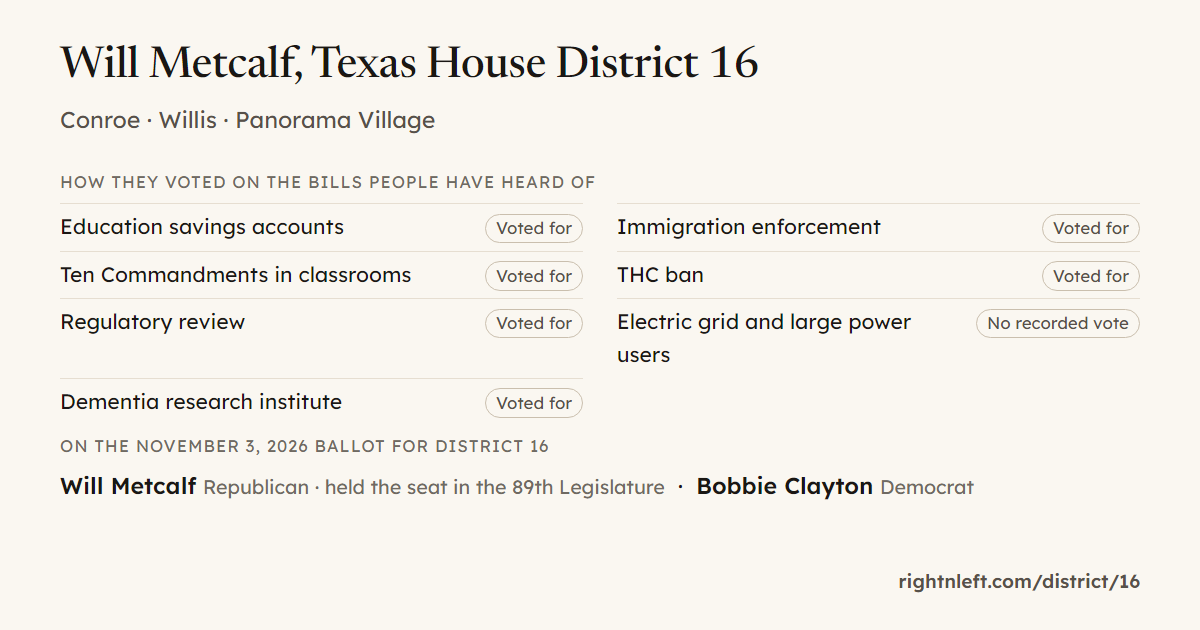 Will Metcalf, Texas House District 16
Conroe · Willis · Panorama Village
HOW THEY VOTED ON THE BILLS PEOPLE HAVE HEARD OF
Education savings accounts Voted for
Immigration enforcement Voted for
Ten Commandments in classrooms Voted for
THC ban Voted for
Regulatory review Voted for
Electric grid and large power No recorded vote
users
Dementia research institute Voted for
ON THE NOVEMBER 3, 2026 BALLOT FOR DISTRICT 16
Will Metcalf Republican · held the seat in the 89th Legislature · Bobbie Clayton Democrat
rightnleft.com/district/16